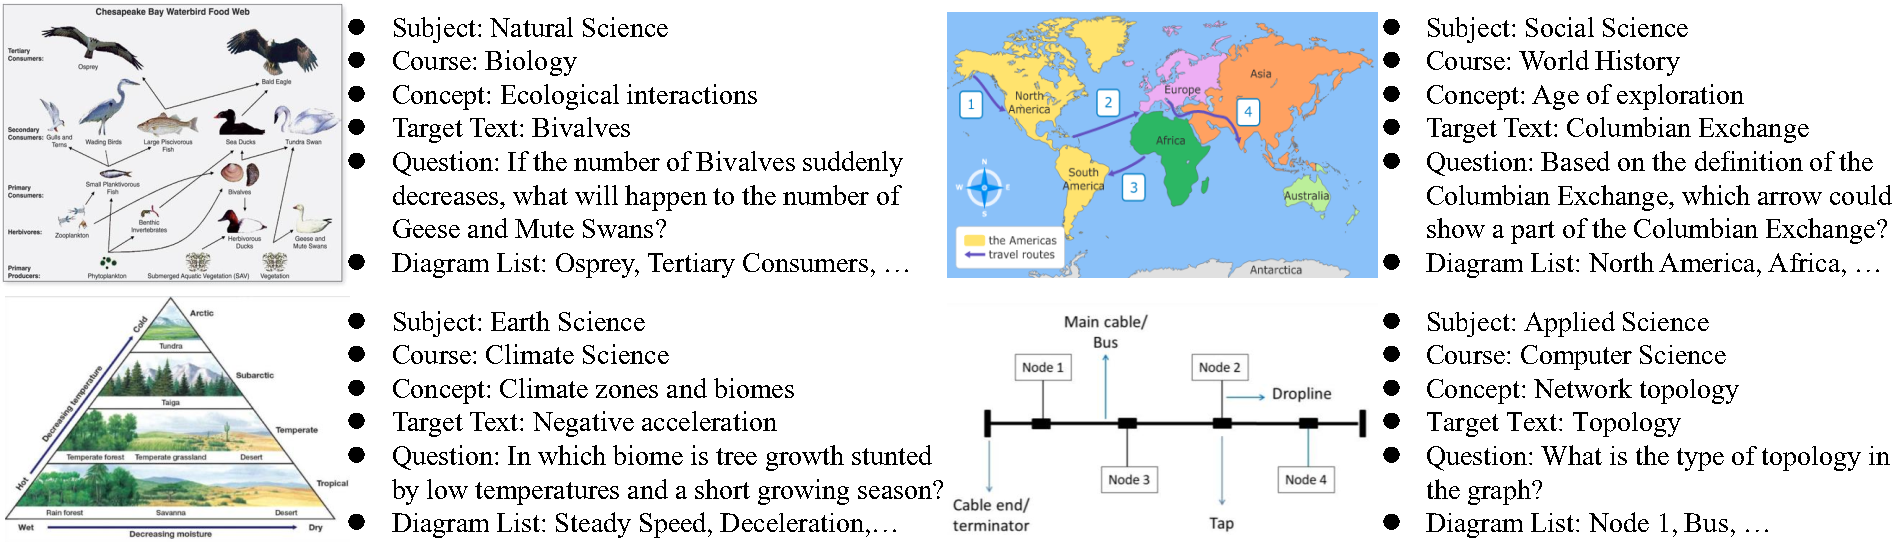 Chesapeake Bay Waterbird Food Web
Tertiary
Consumers:
Osprey
Bald Eagle
Secondary
Consumers:
Gulls and
Terns
Wading Birds
Large Piscivorous
Fish
Sea Ducks
Tundra Swan
Primary
Consumers:
Small Planktivorous
Fish
Bivalves
Herbivores:
Zooplankton
Benthic
Invertebrates
Herbivorous
Ducks
Geese and
Mute Swans
Primary
Producers:
Phytoplankton
Submerged Aquatic Vegetation (SAV)
Vegetation
● Subject: Natural Science
● Course: Biology
● Concept: Ecological interactions
● Target Text: Bivalves
● Question: If the number of Bivalves suddenly
decreases, what will happen to the number of
Geese and Mute Swans?
● Diagram List: Osprey, Tertiary Consumers, …
1
North
America
2
Europe
Asia
4
Africa
South
America
3
Australia
N
W
E
S
the Americas
travel routes
Antarctica
● Subject: Social Science
● Course: World History
● Concept: Age of exploration
● Target Text: Columbian Exchange
● Question: Based on the definition of the
Columbian Exchange, which arrow could
show a part of the Columbian Exchange?
● Diagram List: North America, Africa, …
Cold
Arctic
Tundra
Decreasing temperature
Subarctic
Taiga
Temperate
Temperate forest
Temperate grassland
Desert
Hot
Tropical
Rain forest
Savanna
Desert
Wet
Dry
Decreasing moisture
● Subject: Earth Science
● Course: Climate Science
● Concept: Climate zones and biomes
● Target Text: Negative acceleration
● Question: In which biome is tree growth stunted
by low temperatures and a short growing season?
● Diagram List: Steady Speed, Deceleration,…
Main cable/
Bus
Node 1
Node 2
Dropline
Node 3
Node 4
Cable end/
terminator
Tap
● Subject: Applied Science
● Course: Computer Science
● Concept: Network topology
● Target Text: Topology
● Question: What is the type of topology in
the graph?
● Diagram List: Node 1, Bus, …